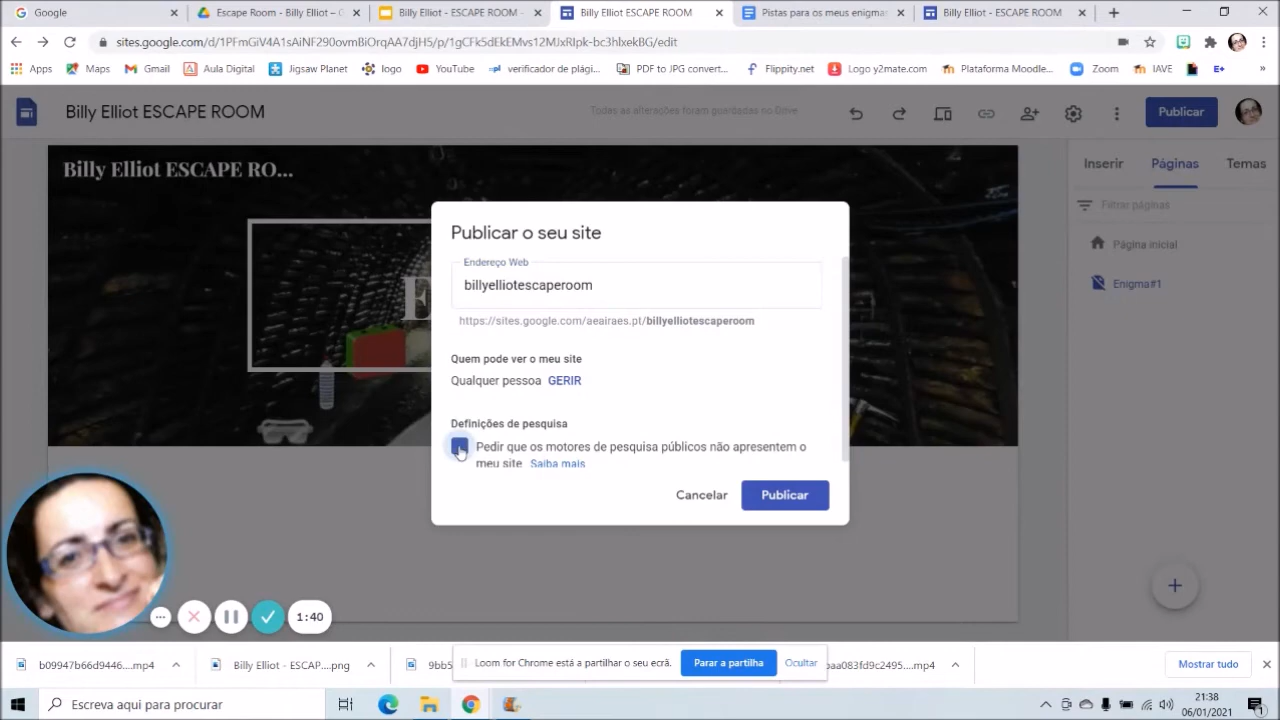 Google
Escape Room - Billy Elliot – C
Billy Elliot - ESCAPE ROOM -
Billy Elliot ESCAPE ROOM
Pistas para os meus enigmas
Billy Elliot - ESCAPE ROOM
sites.google.com/d/1PFmGiV4A1sAiNF290ovmBiOrqAA7djH5/p/1gCFk5dEkEMvs12MJxRIpk-bc3hlxekBG/edit
Apps
Maps
Gmail
Aula Digital
Jigsaw Planet
logo
YouTube
verificador de plági...
PDF to JPG convert...
Flippity.net
Logo y2mate.com
Plataforma Moodle...
Zoom
IAVE
E+
»
Billy Elliot ESCAPE ROOM
Todas as alterações foram guardadas no Drive
Publicar
Billy Elliot ESCAPE RO...
E
Inserir
Páginas
Temas
Filtrar páginas
Página inicial
Enigma#1
Publicar o seu site
Endereço Web
billyelliotescaperoom
https://sites.google.com/aeairaes.pt/billyelliotescaperoom
Quem pode ver o meu site
Qualquer pessoa GERIR
Definições de pesquisa
Pedir que os motores de pesquisa públicos não apresentem o
meu site Saiba mais
Cancelar
Publicar
1:40
b09947b66d9446....mp4
Billy Elliot - ESCAP....png
9bb5
Loom for Chrome está a partilhar o seu ecrã.
Parar a partilha
Ocultar
baa083fd9c2495....mp4
Mostrar tudo
Escreva aqui para procurar
21:38
06/01/2021
1